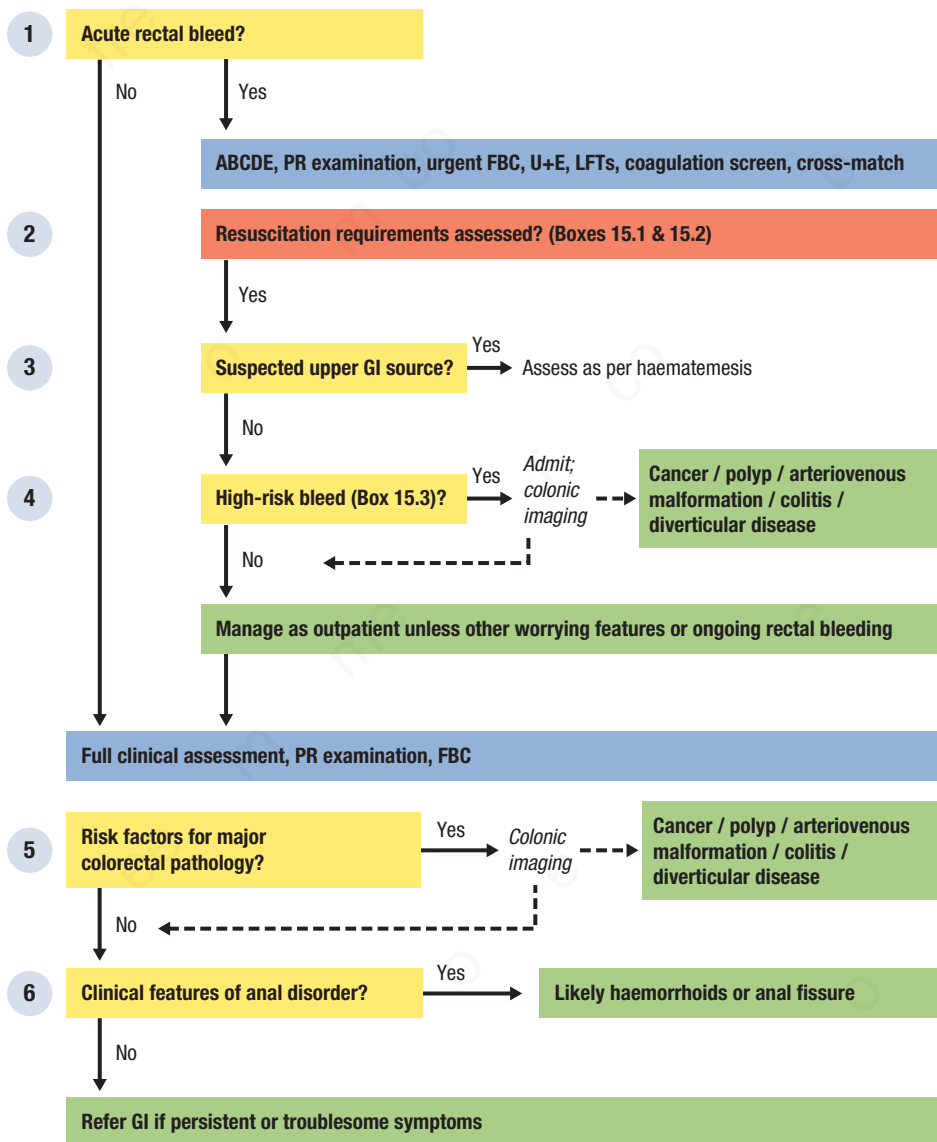 1
Acute rectal bleed?
No
Yes
ABCDE, PR examination, urgent FBC, U+E, LFTs, coagulation screen, cross-match
2
Resuscitation requirements assessed? (Boxes 15.1 & 15.2)
Yes
3
Suspected upper GI source?
Yes
Assess as per haematemesis
No
4
High-risk bleed (Box 15.3)?
Yes
Admit;
colonic
imaging
Cancer / polyp / arteriovenous
malformation / colitis /
diverticular disease
No
Manage as outpatient unless other worrying features or ongoing rectal bleeding
Full clinical assessment, PR examination, FBC
5
Risk factors for major
colorectal pathology?
Yes
Colonic
imaging
Cancer / polyp / arteriovenous
malformation / colitis /
diverticular disease
No
6
Clinical features of anal disorder?
Yes
Likely haemorrhoids or anal fissure
No
Refer GI if persistent or troublesome symptoms